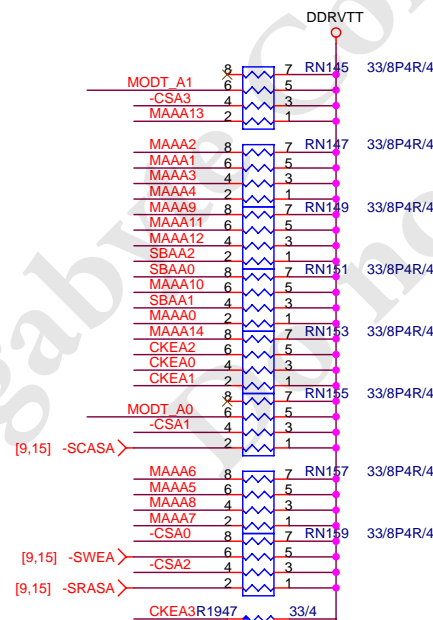 DDRVTT
8 7 RN145 33/8P4R/4
MODT_A1 6 5
-CSA3 4 3
MAAA13 2 1
MAAA2 8 7 RN147 33/8P4R/4
MAAA1 6 5
MAAA3 4 3
MAAA4 2 1
MAAA9 8 7 RN149 33/8P4R/4
MAAA11 6 5
MAAA12 4 3
SBAA2 2 1
SBAA0 8 7 RN151 33/8P4R/4
MAAA10 6 5
SBAA1 4 3
MAAA0 2 1
MAAA14 8 7 RN153 33/8P4R/4
CKEA2 6 5
CKEA0 4 3
CKEA1 2 1
8 7 RN155 33/8P4R/4
MODT_A0 6 5
-CSA1 4 3
[9,15] -SCASA 2 1
MAAA6 8 7 RN157 33/8P4R/4
MAAA5 6 5
MAAA8 4 3
MAAA7 2 1
-CSA0 8 7 RN159 33/8P4R/4
[9,15] -SWEA 6 5
-CSA2 4 3
[9,15] -SRASA 2 1
CKEA3 R1947 33/4